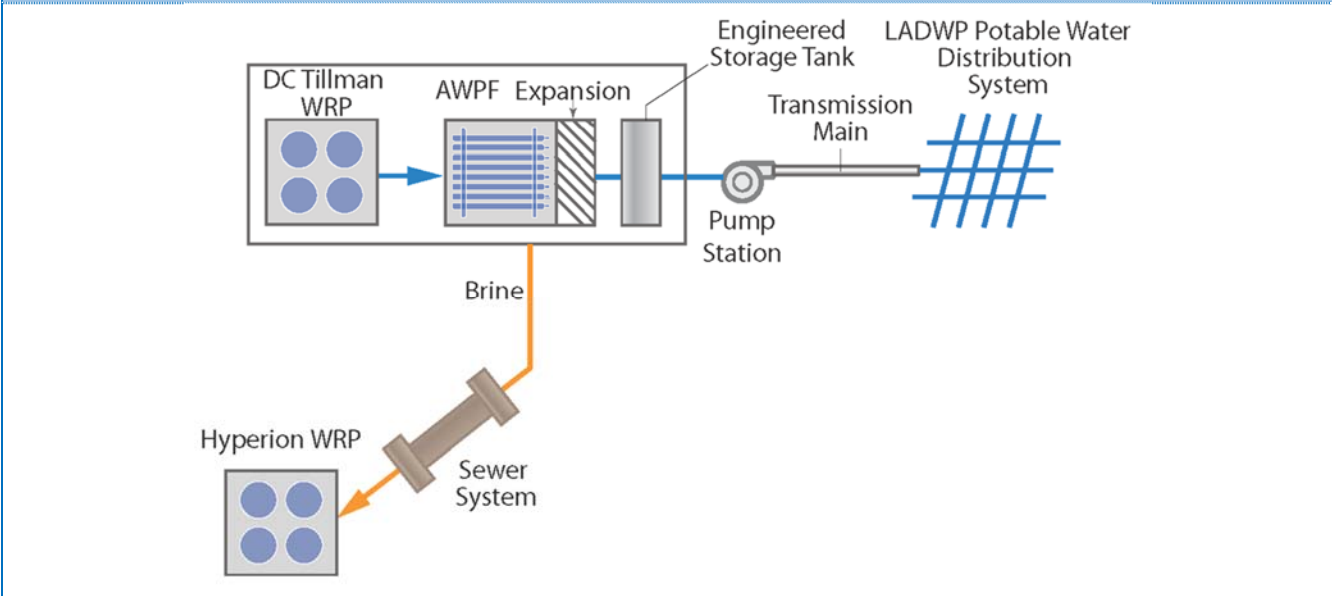 Engineered
Storage Tank
LADWP Potable Water
Distribution
System
DC Tillman
WRP
AWPF
Expansion
Transmission
Main
Pump
Station
Brine
Hyperion WRP
Sewer
System